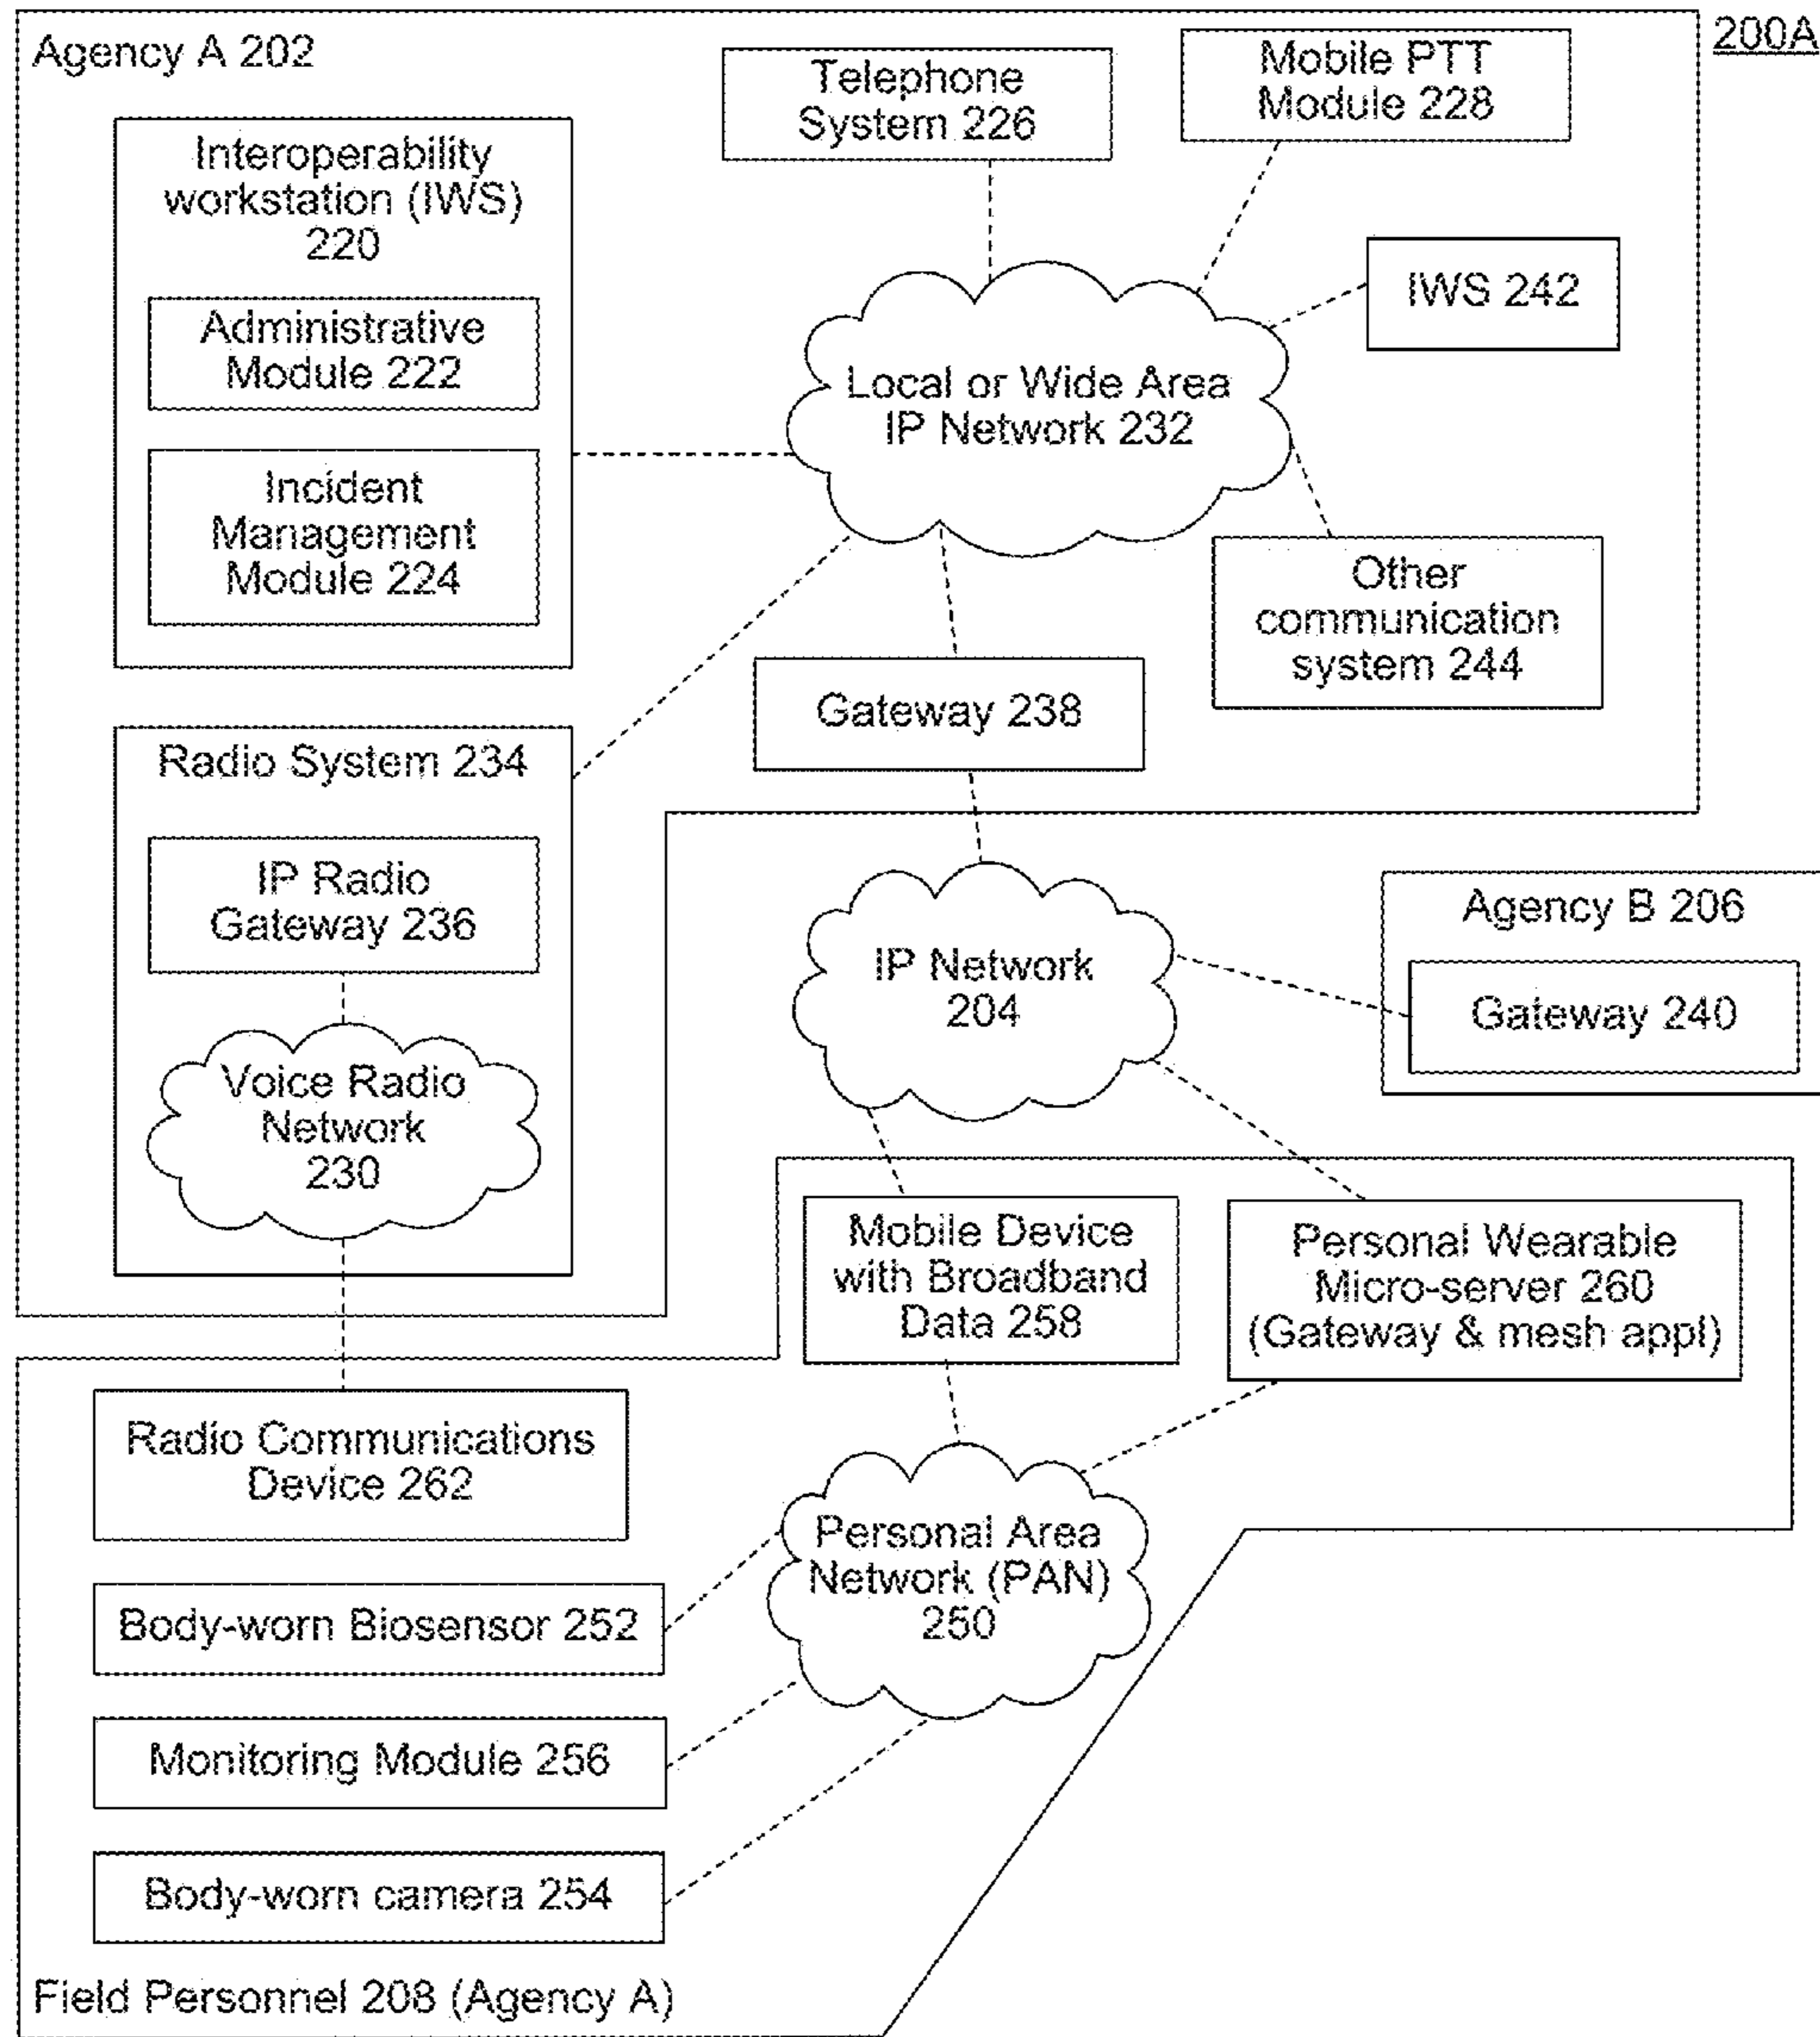 200A
Agency A 202
Telephone
System 226
Mobile PTT
Module 228
Interoperability
workstation (IWS)
220
Administrative
Module 222
Incident
Management
Module 224
IWS 242
Local or Wide Area
IP Network 232
Other
communication
system 244
Gateway 238
Radio System 234
IP Radio
Gateway 236
Voice Radio
Network
230
IP Network
204
Agency B 206
Gateway 240
Mobile Device
with Broadband
Data 258
Personal Wearable
Micro-server 260
(Gateway & mesh appl)
Radio Communications
Device 262
Personal Area
Network (PAN)
250
Body-worn Biosensor 252
Monitoring Module 256
Body-worn camera 254
Field Personnel 208 (Agency A)